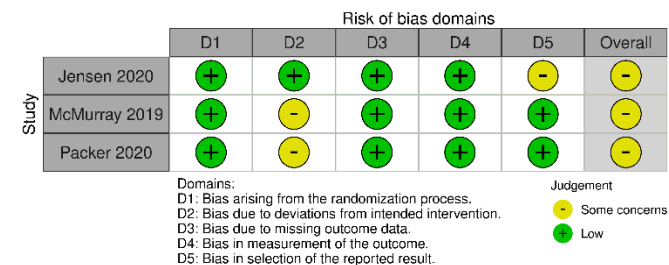 Risk of bias domains
D1 D2 D3 D4 D5 Overall
Study
Jensen 2020 + + + + - -
McMurray 2019 + - + + + -
Packer 2020 + - + + + -
Domains:
D1: Bias arising from the randomization process.
D2: Bias due to deviations from intended intervention.
D3: Bias due to missing outcome data.
D4: Bias in measurement of the outcome.
D5: Bias in selection of the reported result.
Judgement
- Some concerns
+ Low